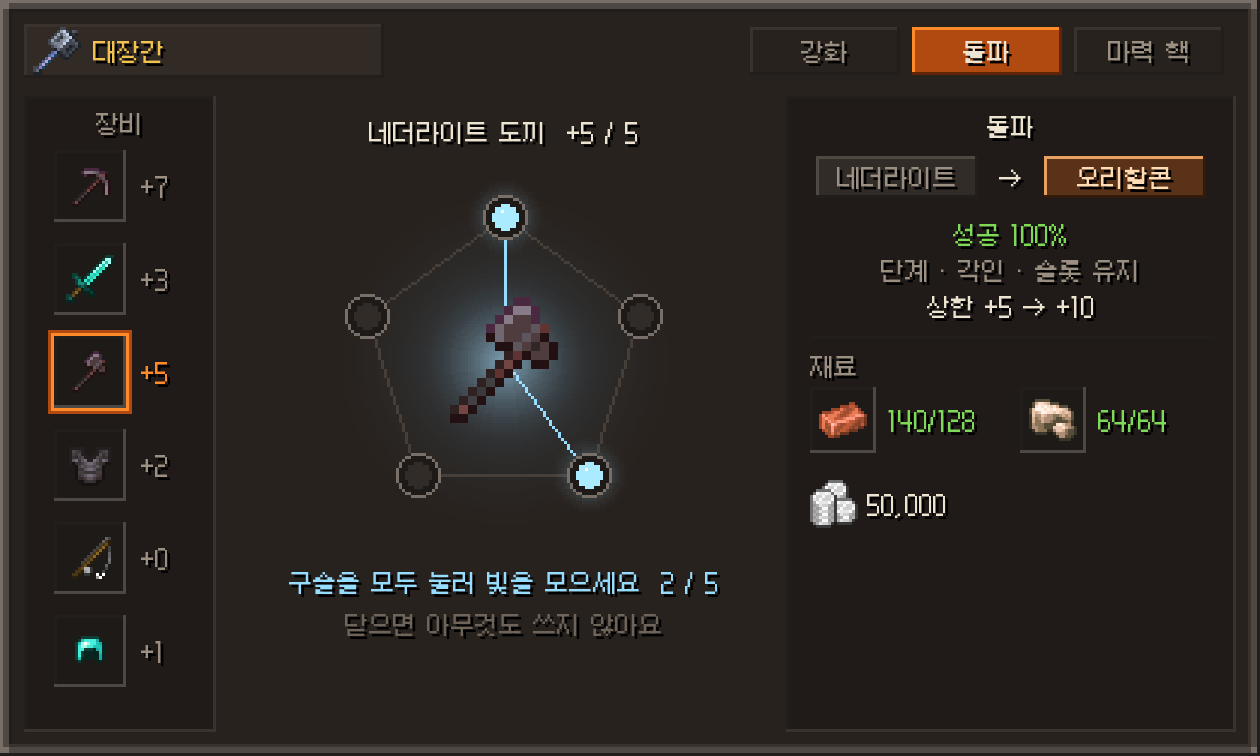 대장간
강화 돌파 마력 핵
장비
+7
+3
+5
+2
+0
+1
네더라이트 도끼 +5 / 5
구슬을 모두 눌러 빛을 모으세요 2 / 5
닫으면 아무것도 쓰지 않아요
돌파
네더라이트 → 오리할콘
성공 100%
단계 · 각인 · 슬롯 유지
상한 +5 → +10
재료
140/128 64/64
50,000